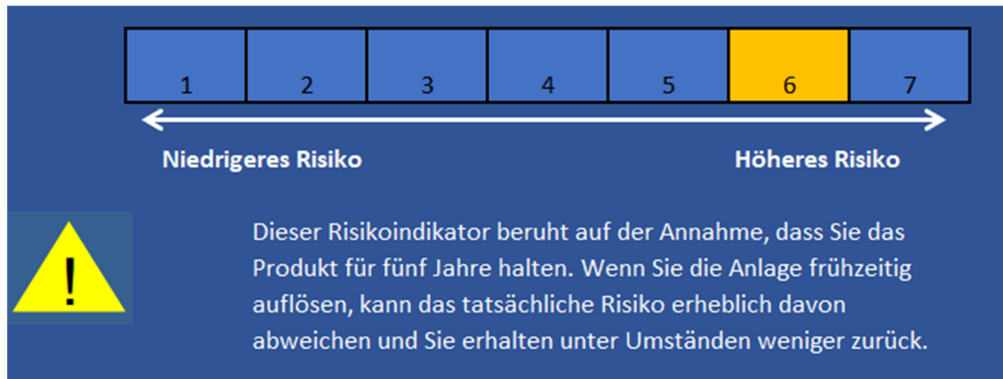 1 2 3 4 5 6 7
Niedrigeres Risiko Höheres Risiko
Dieser Risikoindikator beruht auf der Annahme, dass Sie das
Produkt für fünf Jahre halten. Wenn Sie die Anlage frühzeitig
auflösen, kann das tatsächliche Risiko erheblich davon
abweichen und Sie erhalten unter Umständen weniger zurück.
!